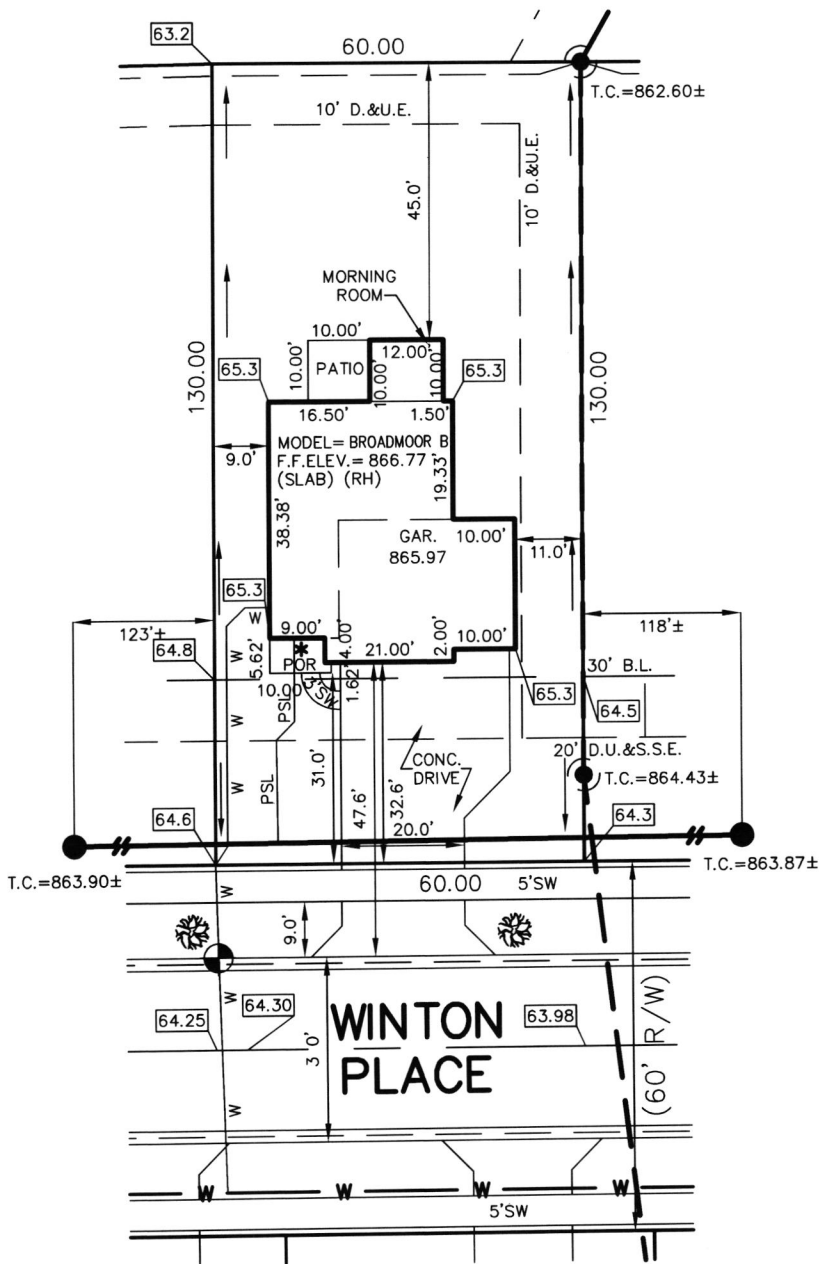 63.2
60.00
T.C.=862.60±
10' D.&U.E.
10' D.&U.E.
45.0'
MORNING
ROOM
130.00
130.00
10.00'
12.00'
10.00'
PATIO
10.00'
10.00'
65.3
65.3
16.50'
1.50'
MODEL= BROADMOOR B
F.F.ELEV.= 866.77
(SLAB) (RH)
9.0'
19.33'
38.38'
GAR.
865.97
10.00'
11.0'
65.3
W
123'±
118'±
9.00'
4.00'
21.00'
2.00'
10.00'
W
64.8
5.62'
*
POR
10.00'
1.62'
3'SW
30' B.L.
65.3
64.5
W
PSL
31.0'
CONC.
DRIVE
20' D.U.&S.S.E.
T.C.=864.43±
W
PSL
47.6'
32.6'
64.6
20.0'
64.3
T.C.=863.90±
T.C.=863.87±
W
60.00
5'SW
9.0'
W
64.25
64.30
WINTON
PLACE
63.98
3 0'
W
(60' R/W)
W
W
W
W
5'SW